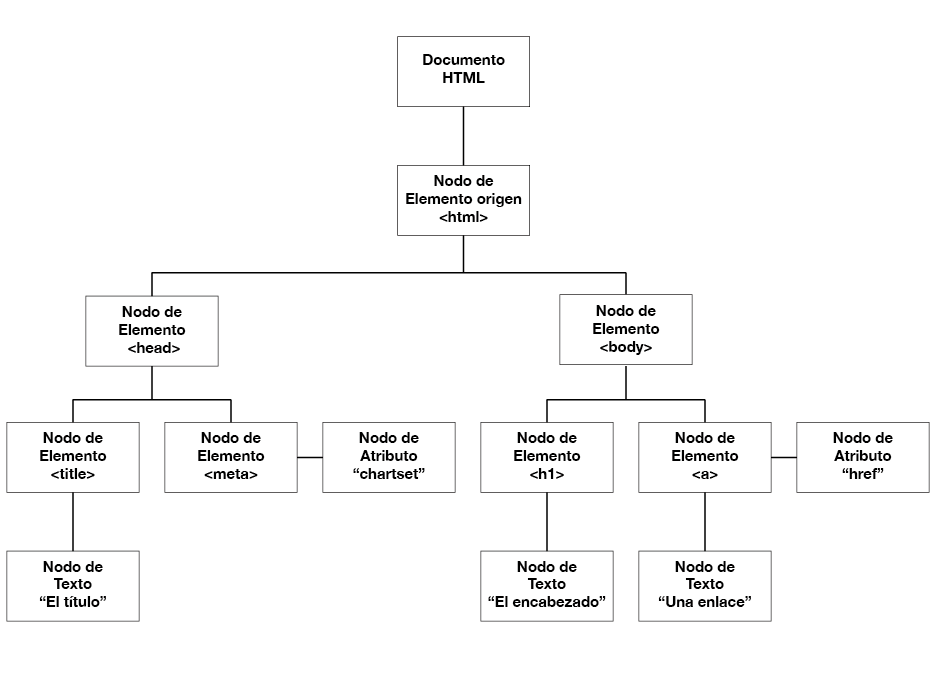 Documento
HTML
Nodo de
Elemento origen
<html>
Nodo de
Elemento
<head>
Nodo de
Elemento
<body>
Nodo de
Elemento
<title>
Nodo de
Elemento
<meta>
Nodo de
Atributo
“chartset”
Nodo de
Elemento
<h1>
Nodo de
Elemento
<a>
Nodo de
Atributo
“href”
Nodo de
Texto
“El título”
Nodo de
Texto
“El encabezado”
Nodo de
Texto
“Una enlace”